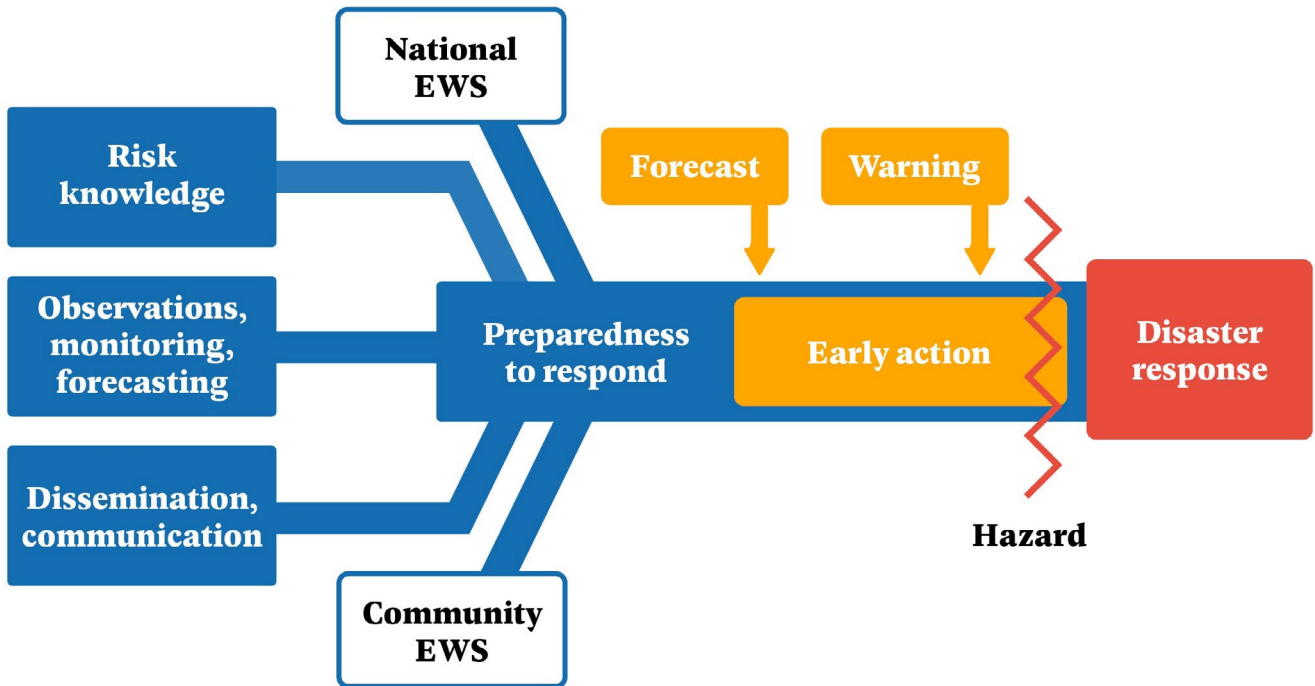 National
EWS
Risk
knowledge
Forecast
Warning
Observations,
monitoring,
forecasting
Preparedness
to respond
Early action
Disaster
response
Dissemination,
communication
Hazard
Community
EWS